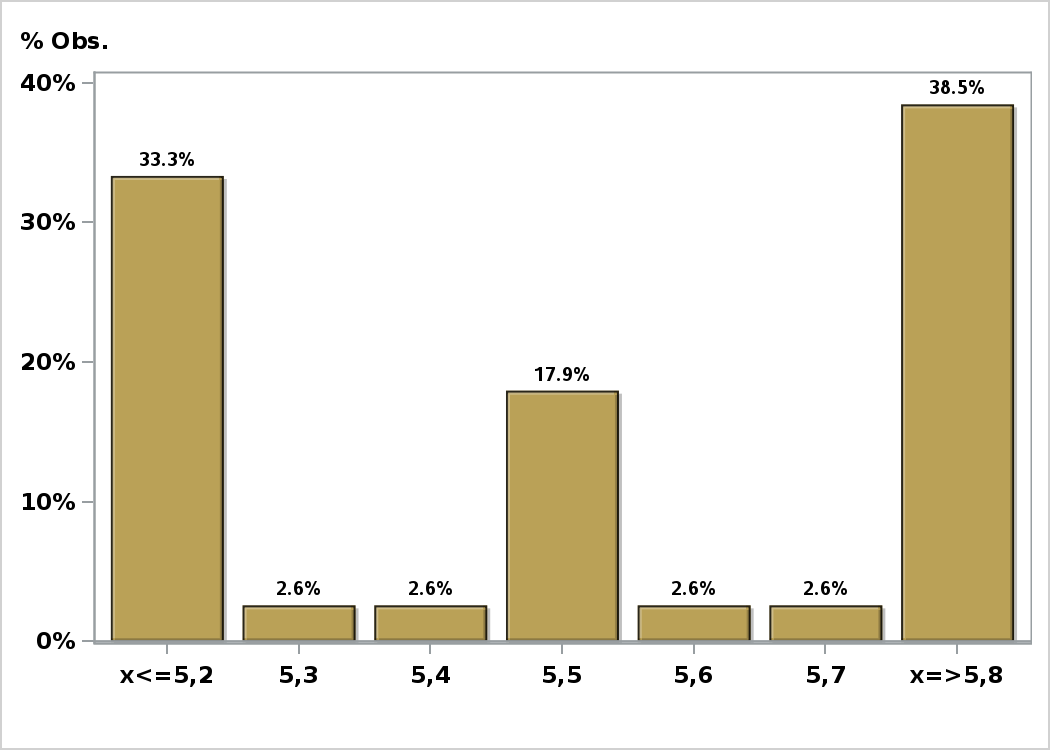 % Obs.
40%
38.5%
33.3%
30%
20%
17.9%
10%
2.6% 2.6% 2.6% 2.6%
0%
x<=5,2 5,3 5,4 5,5 5,6 5,7 x=>5,8